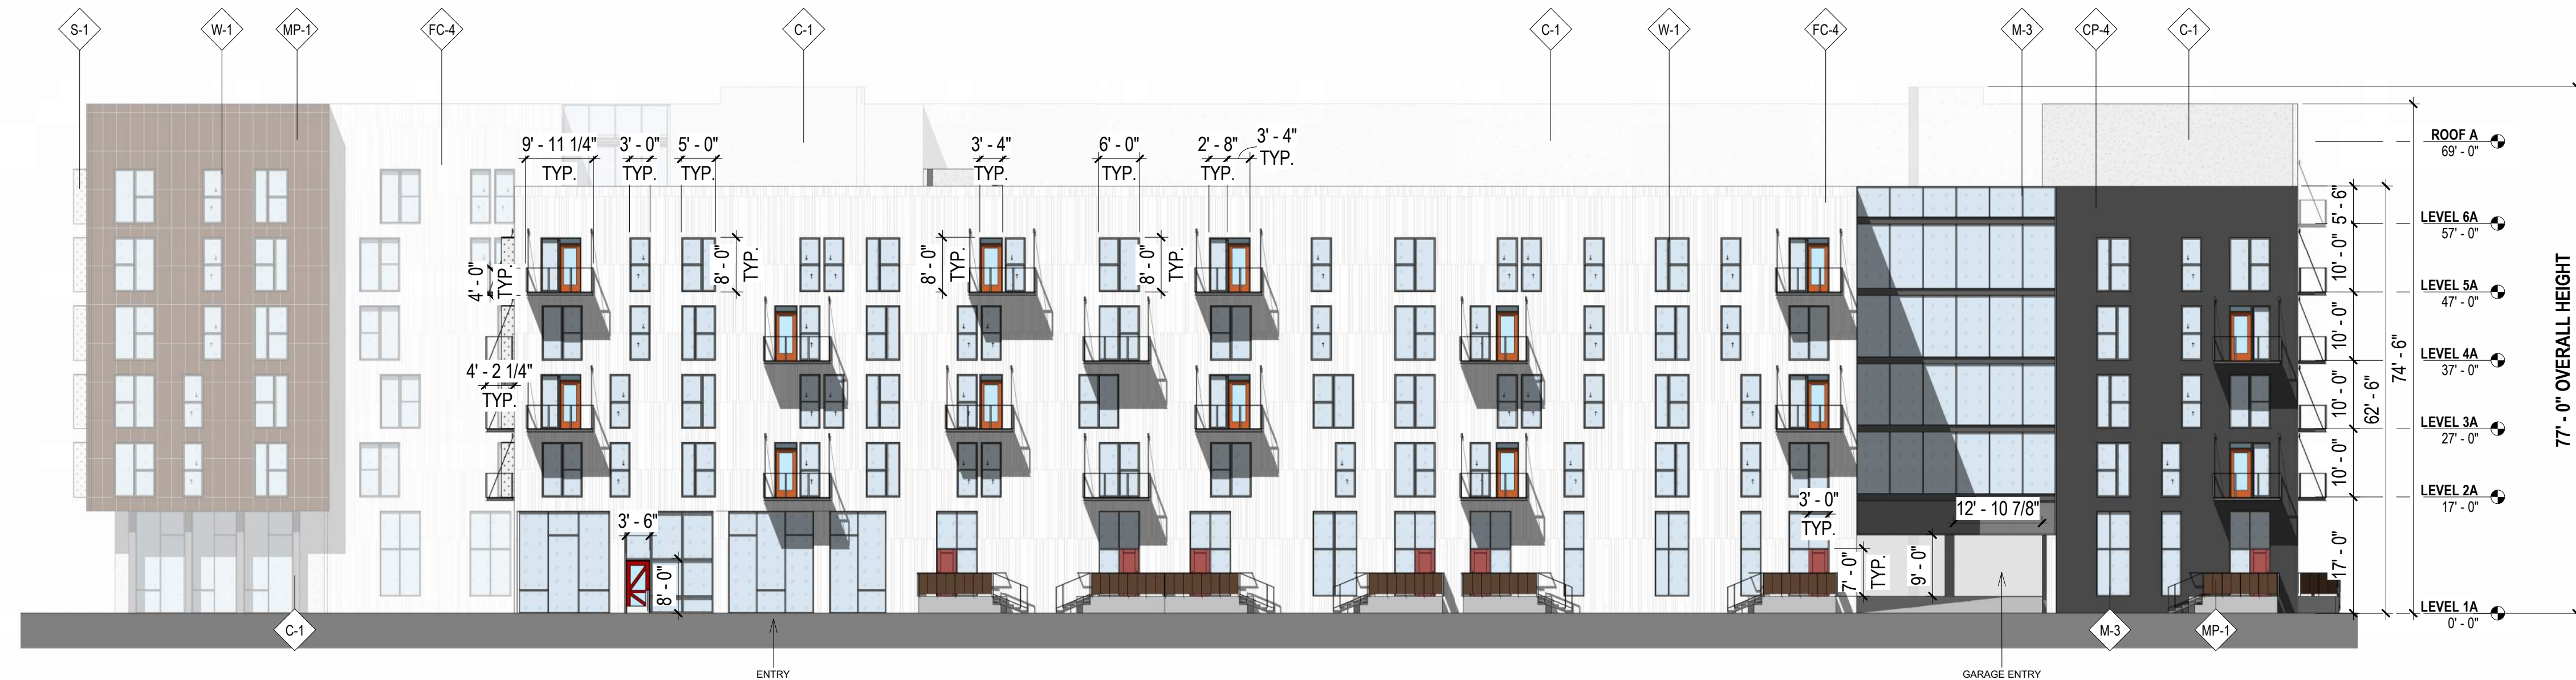 S-1
W-1
MP-1
FC-4
C-1
C-1
W-1
FC-4
M-3
CP-4
C-1
9' - 11 1/4"
TYP.
3' - 0"
TYP.
5' - 0"
TYP.
3' - 4"
TYP.
6' - 0"
TYP.
2' - 8"
TYP.
3' - 4"
TYP.
8' - 0"
TYP.
8' - 0"
TYP.
8' - 0"
TYP.
4' - 0"
TYP.
4' - 2 1/4"
TYP.
3' - 6"
8' - 0"
3' - 0"
TYP.
7' - 0"
TYP.
9' - 0"
12' - 10 7/8"
5' - 6"
10' - 0"
10' - 0"
10' - 0"
10' - 0"
17' - 0"
62' - 6"
74' - 6"
ROOF A
69' - 0"
LEVEL 6A
57' - 0"
LEVEL 5A
47' - 0"
LEVEL 4A
37' - 0"
LEVEL 3A
27' - 0"
LEVEL 2A
17' - 0"
LEVEL 1A
0' - 0"
77' - 0" OVERALL HEIGHT
C-1
M-3
MP-1
ENTRY
GARAGE ENTRY